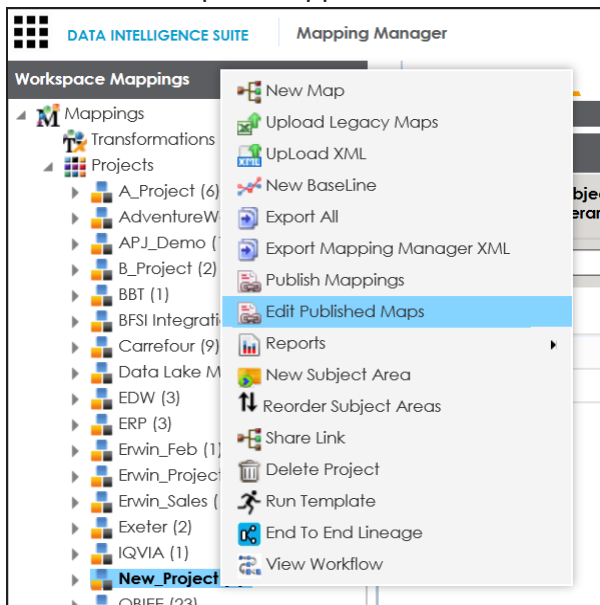 DATA INTELLIGENCE SUITE
Mapping Manager
Workspace Mappings
Mappings
Transformations
Projects
A_Project (6)
AdventureW
APJ_Demo (
B_Project (2)
BBT (1)
BFSI Integrati
Carrefour (9)
Data Lake M
EDW (3)
ERP (3)
Erwin_Feb (1)
Erwin_Project
Erwin_Sales (
Exeter (2)
IQVIA (1)
New_Project
OBIEE (23)
New Map
Upload Legacy Maps
UpLoad XML
New BaseLine
Export All
Export Mapping Manager XML
Publish Mappings
Edit Published Maps
Reports
New Subject Area
Reorder Subject Areas
Share Link
Delete Project
Run Template
End To End Lineage
View Workflow